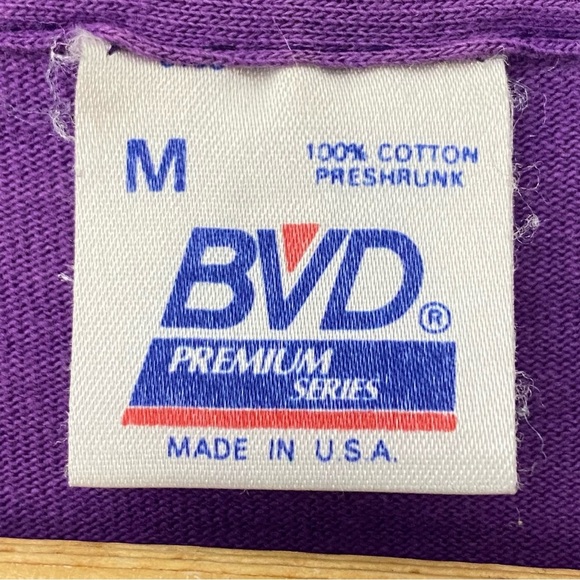 M
100% COTTON
PRESHRUNK
BVD®
PREMIUM
SERIES
MADE IN U.S.A.